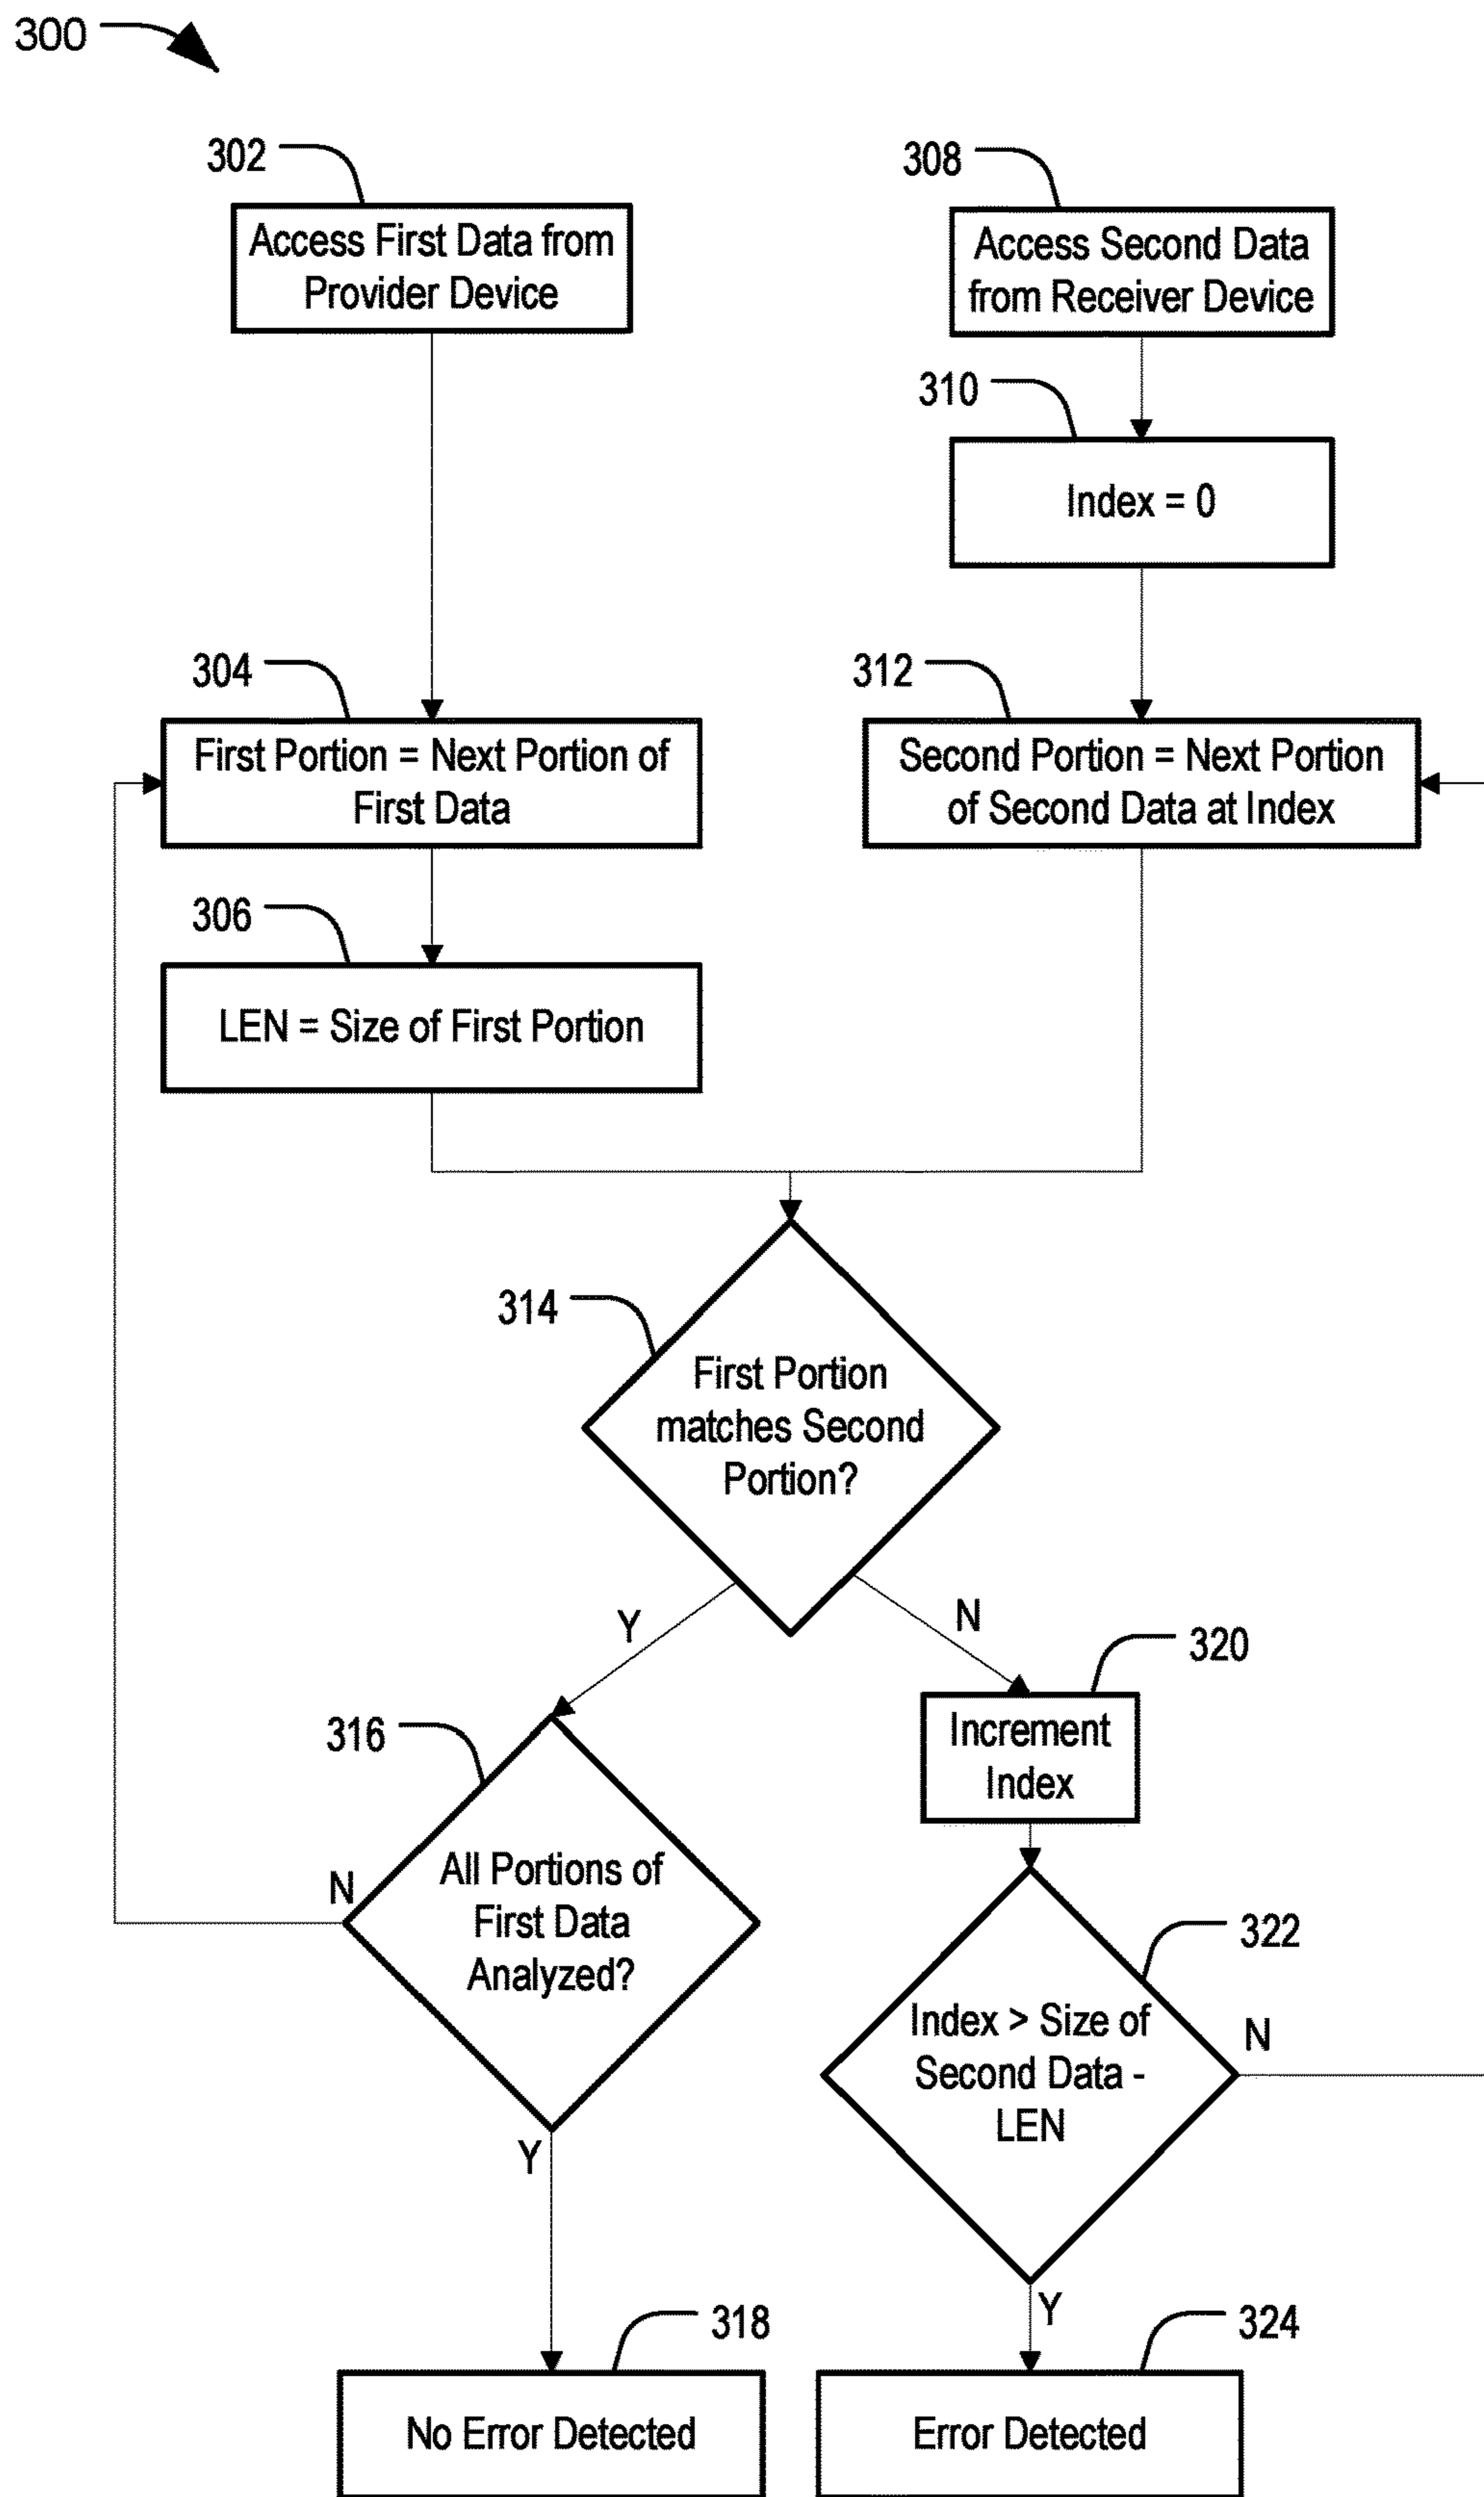 300
302
308
Access First Data from
Provider Device
Access Second Data
from Receiver Device
310
Index = 0
304
312
First Portion = Next Portion of
First Data
Second Portion = Next Portion
of Second Data at Index
306
LEN = Size of First Portion
314
First Portion
matches Second
Portion?
Y
N
320
316
Increment
Index
All Portions of
First Data
Analyzed?
N
322
Index > Size of
Second Data -
LEN
N
Y
Y
318
324
No Error Detected
Error Detected